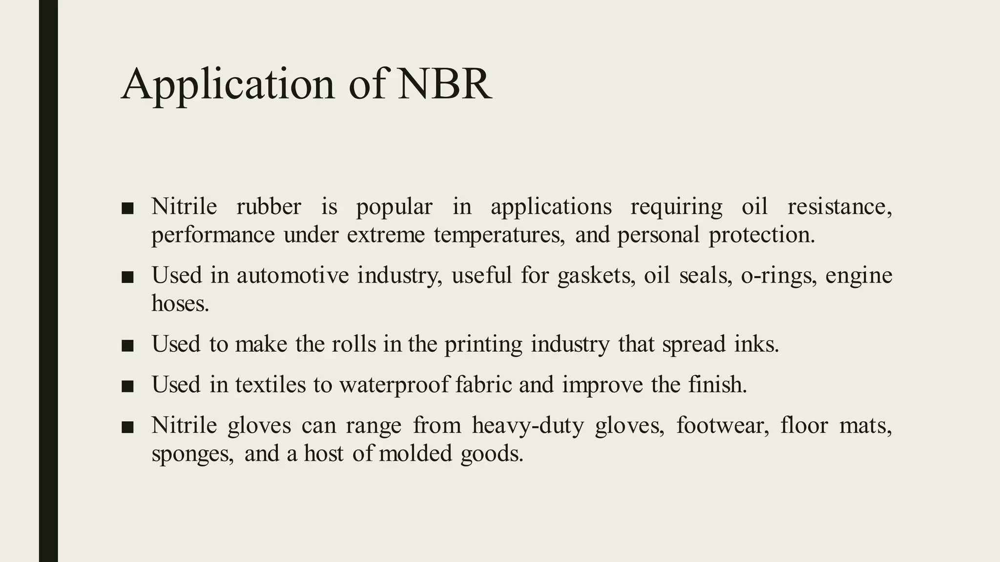 Application of NBR
■ Nitrile rubber is popular in applications requiring oil resistance,
performance under extreme temperatures, and personal protection.
■ Used in automotive industry, useful for gaskets, oil seals, o-rings, engine
hoses.
■ Used to make the rolls in the printing industry that spread inks.
■ Used in textiles to waterproof fabric and improve the finish.
■ Nitrile gloves can range from heavy-duty gloves, footwear, floor mats,
sponges, and a host of molded goods.